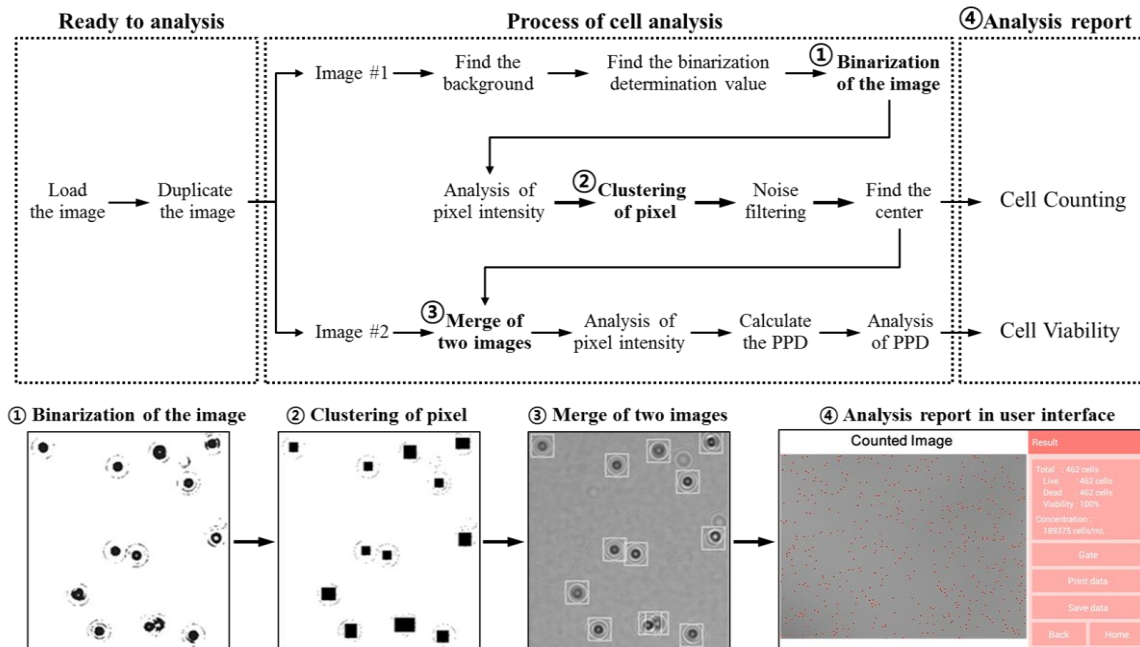 Ready to analysis
Process of cell analysis
④Analysis report
Image #1
Find the
background
Find the binarization
determination value
① Binarization
of the image
Load
the image
Duplicate
the image
Analysis of
pixel intensity
② Clustering
of pixel
Noise
filtering
Find the
center
Cell Counting
Image #2
③ Merge of
two images
Analysis of
pixel intensity
Calculate
the PPD
Analysis
of PPD
Cell Viability
① Binarization of the image
② Clustering of pixel
③ Merge of two images
④ Analysis report in user interface
Counted Image
Result
Total : 462 cells
Live : 462 cells
Dead : 462 cells
Viability : 100%
Concentration :
189375 cells/mL
Gate
Print data
Save data
Back
Home